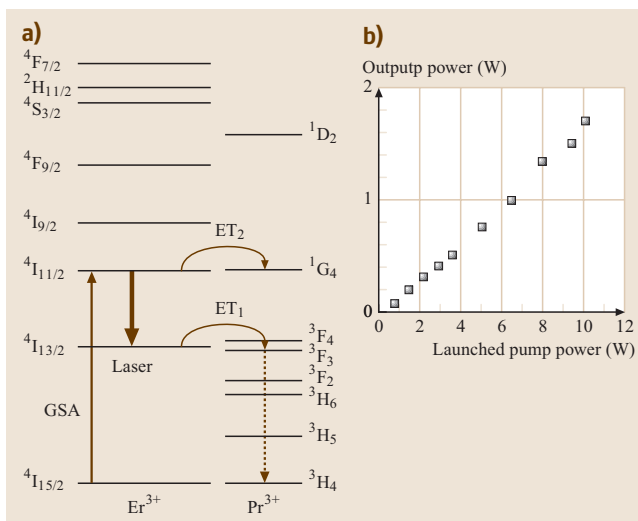 a)
⁴F₇/₂
²H₁₁/₂
⁴S₃/₂
¹D₂
⁴F₉/₂
⁴I₉/₂
ET₂
⁴I₁₁/₂
¹G₄
ET₁
³F₄
⁴I₁₃/₂
³F₃
Laser
³F₂
³H₆
GSA
³H₅
⁴I₁₅/₂
³H₄
Er³⁺
Pr³⁺
b)
Outputp power (W)
2
1
0
0 2 4 6 8 10 12
Launched pump power (W)